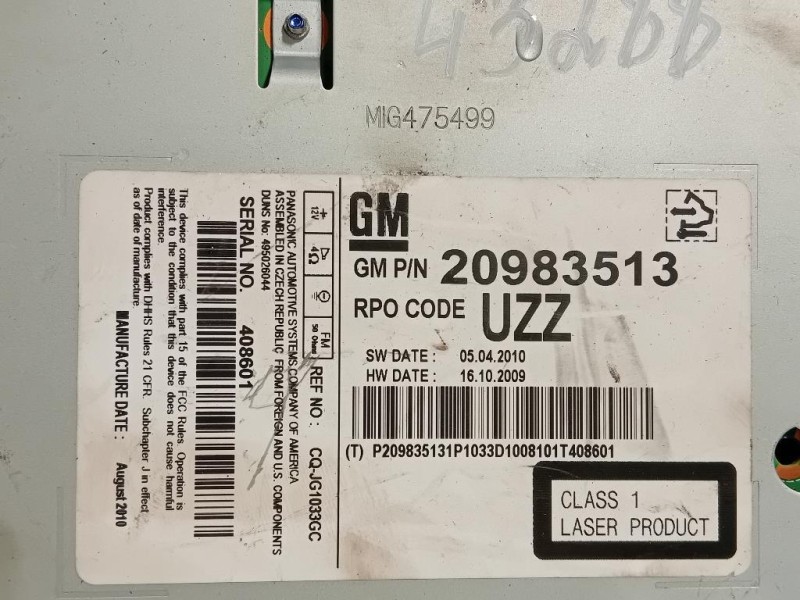 43288
MIG475499
GM
GM P/N 20983513
RPO CODE UZZ
SW DATE : 05.04.2010
HW DATE : 16.10.2009
(T) P209835131P1033D1008101T408601
CLASS 1
LASER PRODUCT
12V
4Ω
FM
50 Ohms
REF NO : CQ-JG1033GC
PANASONIC AUTOMOTIVE SYSTEMS COMPANY OF AMERICA
ASSEMBLED IN CZECH REPUBLIC FROM FOREIGN AND U.S. COMPONENTS
DUNS No: 495028044
SERIAL NO. 408601
This device complies with part 15 of the FCC Rules. Operation is
subject to the condition that this device does not cause harmful
interference.
Product complies with DHHS Rules 21 CFR. Subchapter J in effect
as of date of manufacture.
MANUFACTURE DATE : August 2010